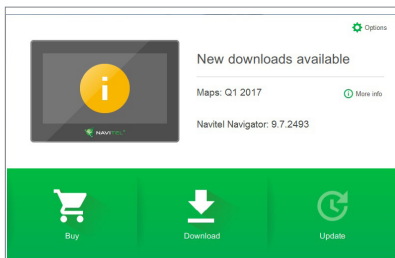 Options
New downloads available
Maps: Q1 2017
More info
Navitel Navigator: 9.7.2493
NAVITEL
Buy
Download
Update